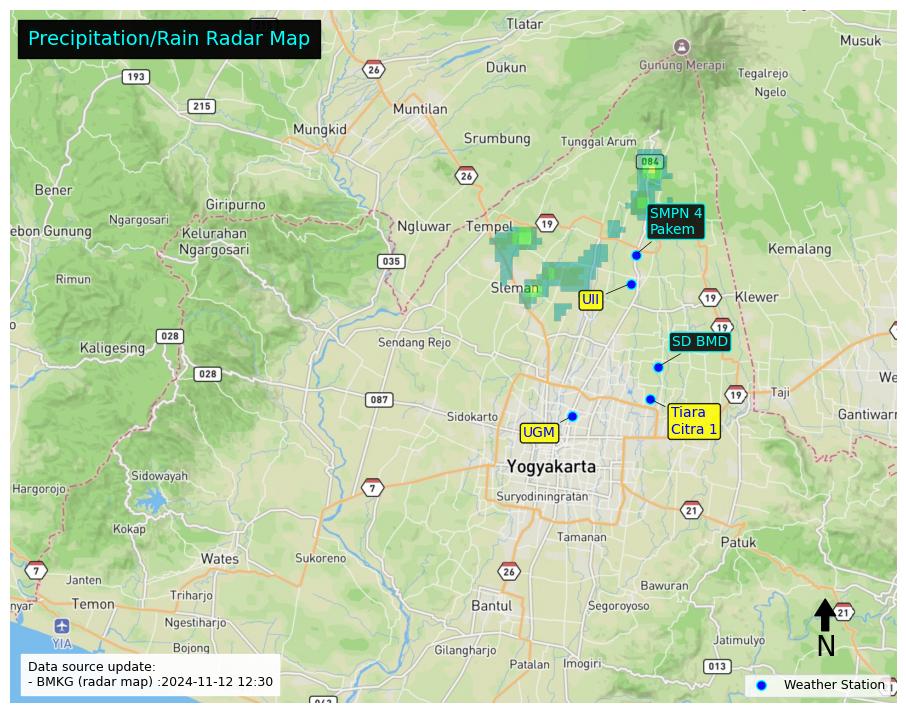 Precipitation/Rain Radar Map
Tlatar
Musuk
193
26
Dukun
Gunung Merapi
Tegalrejo
Ngelo
215
Muntilan
Mungkid
Srumbung
Tunggal Arum
084
26
Bener
Giripurno
SMPN 4
Pakem
Ngargosari
ebon Gunung
Kelurahan
Ngargosari
Ngluwar
Tempel
19
Kemalang
035
Rimun
Sleman
UII
19
Klewer
19
028
Kaligesing
Sendang Rejo
SD BMD
028
We
087
19
Taji
Sidokarto
Tiara
Citra 1
Gantiwarn
UGM
Yogyakarta
Sidowayah
Hargorojo
7
Suryodiningratan
21
Kokap
Tamanan
Patuk
Wates
Sukoreno
7
Janten
26
Bawuran
Triharjo
nyar
Temon
Bantul
Segoroyoso
21
YIA
Ngestiharjo
N
Bojong
Gilangharjo
Jatimulyo
Patalan
Imogiri
013
Data source update:
- BMKG (radar map) :2024-11-12 12:30
Weather Station